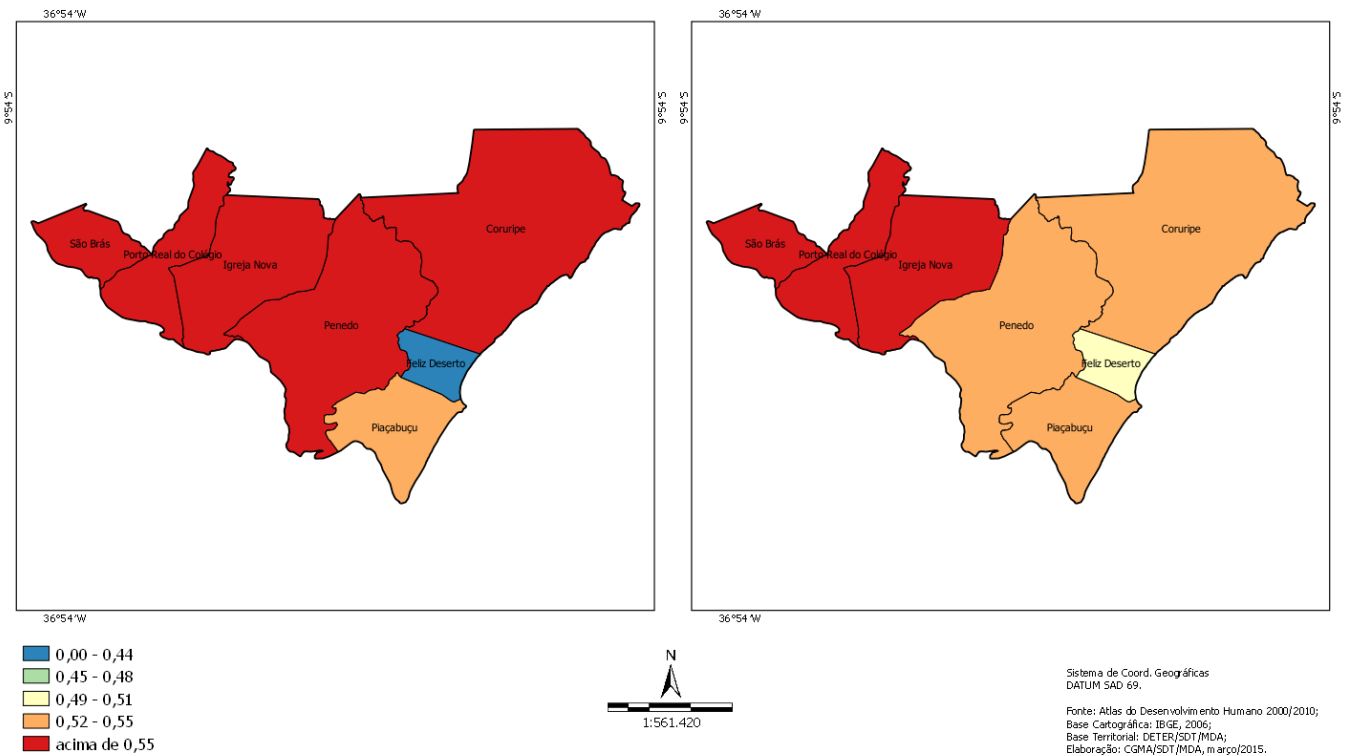 36°54´W
36°54´W
9°54´S
9°54´S
9°54´S
São Brás
Porto Real do Colégio
Igreja Nova
Coruripe
Penedo
Feliz Deserto
Piaçabuçu
São Brás
Porto Real do Colégio
Igreja Nova
Coruripe
Penedo
Feliz Deserto
Piaçabuçu
36°54´W
36°54´W
0,00 - 0,44
0,45 - 0,48
0,49 - 0,51
0,52 - 0,55
acima de 0,55
N
1:561.420
Sistema de Coord. Geográficas
DATUM SAD 69.
Fonte: Atlas do Desenvolvimento Humano 2000/2010;
Base Cartográfica: IBGE, 2006;
Base Territorial: DETER/SDT/MDA;
Elaboração: CGMA/SDT/MDA, março/2015.